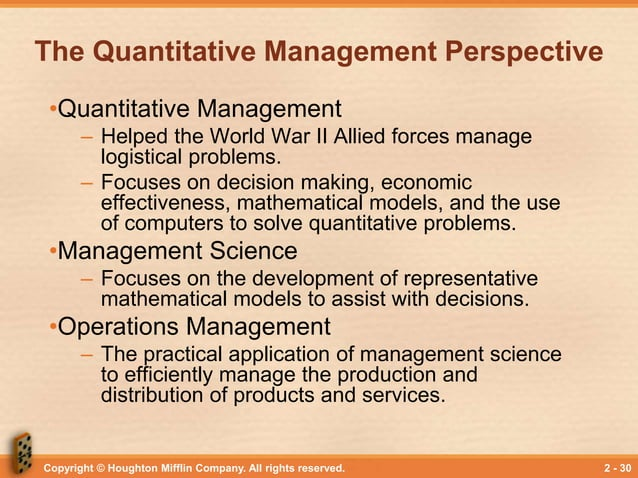 The Quantitative Management Perspective
•Quantitative Management
– Helped the World War II Allied forces manage
logistical problems.
– Focuses on decision making, economic
effectiveness, mathematical models, and the use
of computers to solve quantitative problems.
•Management Science
– Focuses on the development of representative
mathematical models to assist with decisions.
•Operations Management
– The practical application of management science
to efficiently manage the production and
distribution of products and services.
Copyright © Houghton Mifflin Company. All rights reserved.
2 - 30